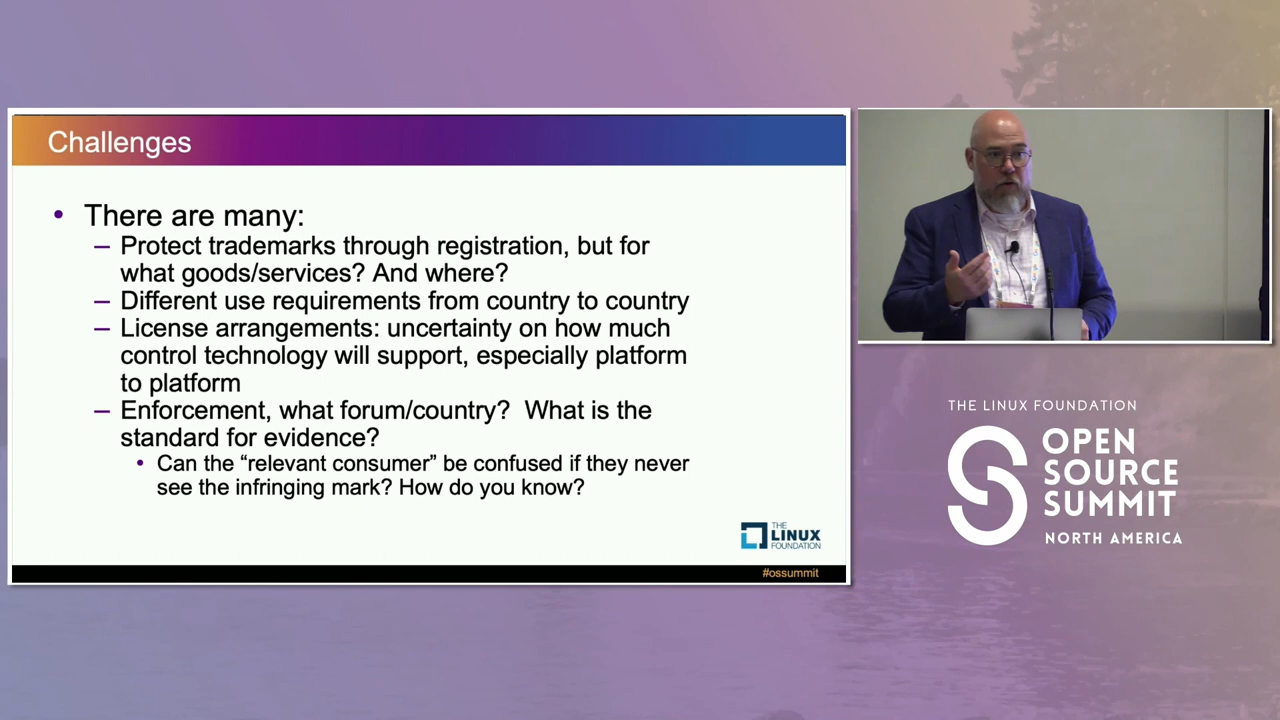 Challenges
• There are many:
– Protect trademarks through registration, but for
what goods/services? And where?
– Different use requirements from country to country
– License arrangements: uncertainty on how much
control technology will support, especially platform
to platform
– Enforcement, what forum/country?  What is the
standard for evidence?
• Can the “relevant consumer” be confused if they never
see the infringing mark? How do you know?
THE
LINUX
FOUNDATION
#ossummit
THE LINUX FOUNDATION
OPEN
SOURCE
SUMMIT
NORTH AMERICA